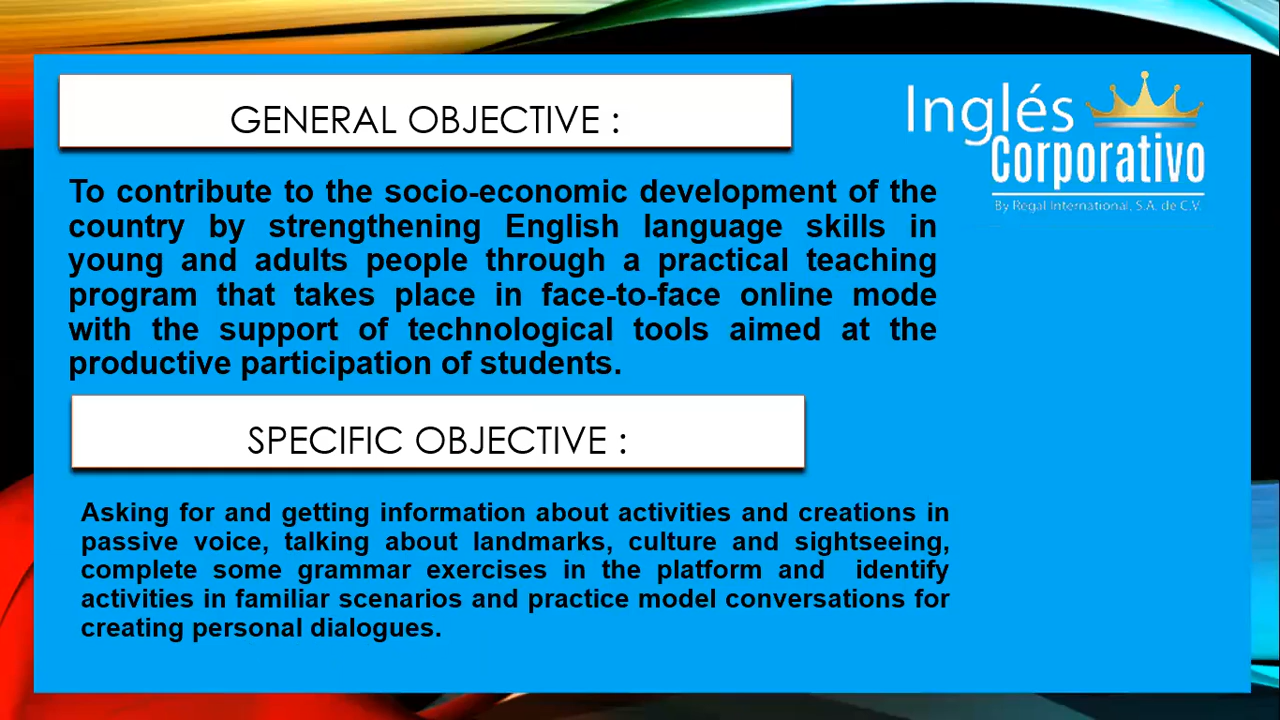 GENERAL OBJECTIVE :
Inglés
Corporativo
By Regal International, S.A. de C.V.
To contribute to the socio-economic development of the
country by strengthening English language skills in
young and adults people through a practical teaching
program that takes place in face-to-face online mode
with the support of technological tools aimed at the
productive participation of students.
SPECIFIC OBJECTIVE :
Asking for and getting information about activities and creations in
passive voice, talking about landmarks, culture and sightseeing,
complete some grammar exercises in the platform and identify
activities in familiar scenarios and practice model conversations for
creating personal dialogues.